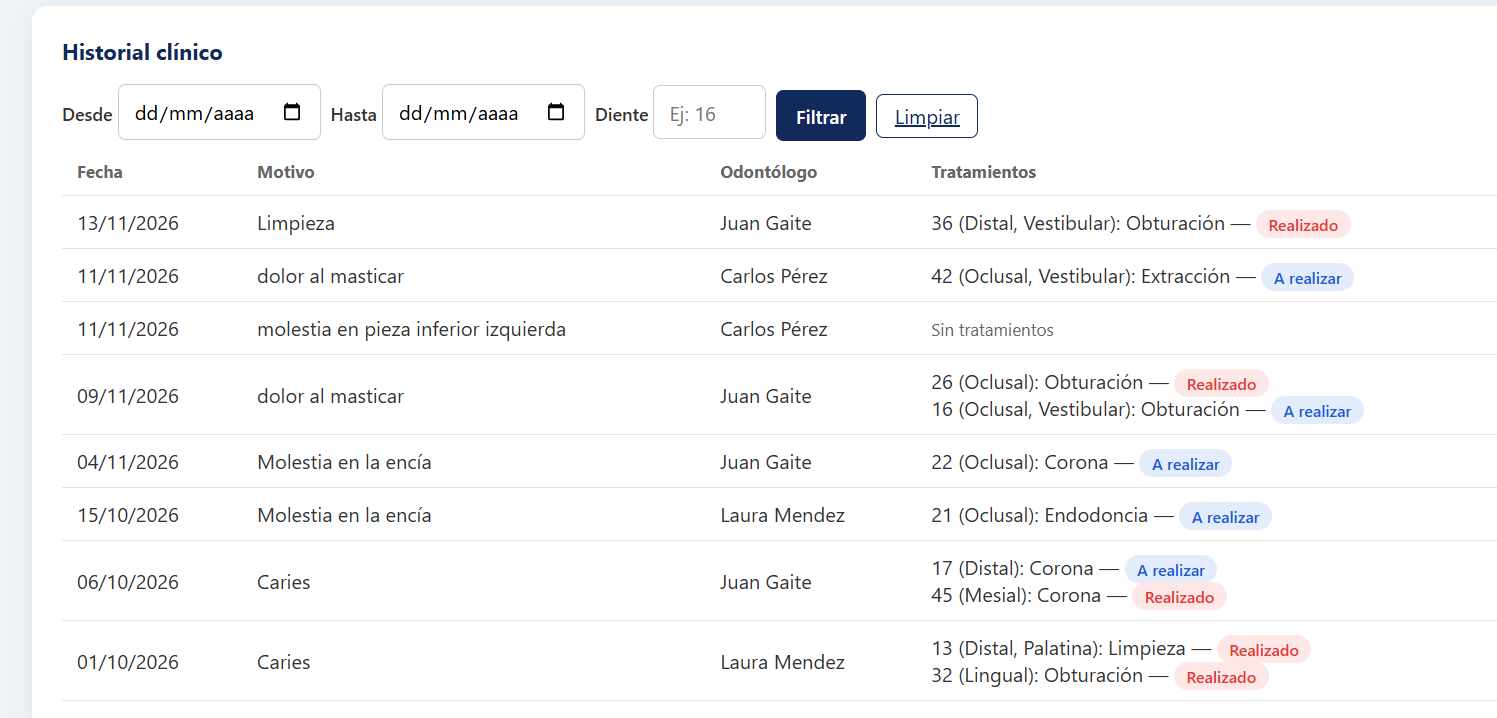 Historial clínico
Desde dd/mm/aaaa Hasta dd/mm/aaaa Diente Ej: 16 Filtrar Limpiar
Fecha Motivo Odontólogo Tratamientos
13/11/2026 Limpieza Juan Gaite 36 (Distal, Vestibular): Obturación — Realizado
11/11/2026 dolor al masticar Carlos Pérez 42 (Oclusal, Vestibular): Extracción — A realizar
11/11/2026 molestia en pieza inferior izquierda Carlos Pérez Sin tratamientos
09/11/2026 dolor al masticar Juan Gaite 26 (Oclusal): Obturación — Realizado
16 (Oclusal, Vestibular): Obturación — A realizar
04/11/2026 Molestia en la encía Juan Gaite 22 (Oclusal): Corona — A realizar
15/10/2026 Molestia en la encía Laura Mendez 21 (Oclusal): Endodoncia — A realizar
06/10/2026 Caries Juan Gaite 17 (Distal): Corona — A realizar
45 (Mesial): Corona — Realizado
01/10/2026 Caries Laura Mendez 13 (Distal, Palatina): Limpieza — Realizado
32 (Lingual): Obturación — Realizado